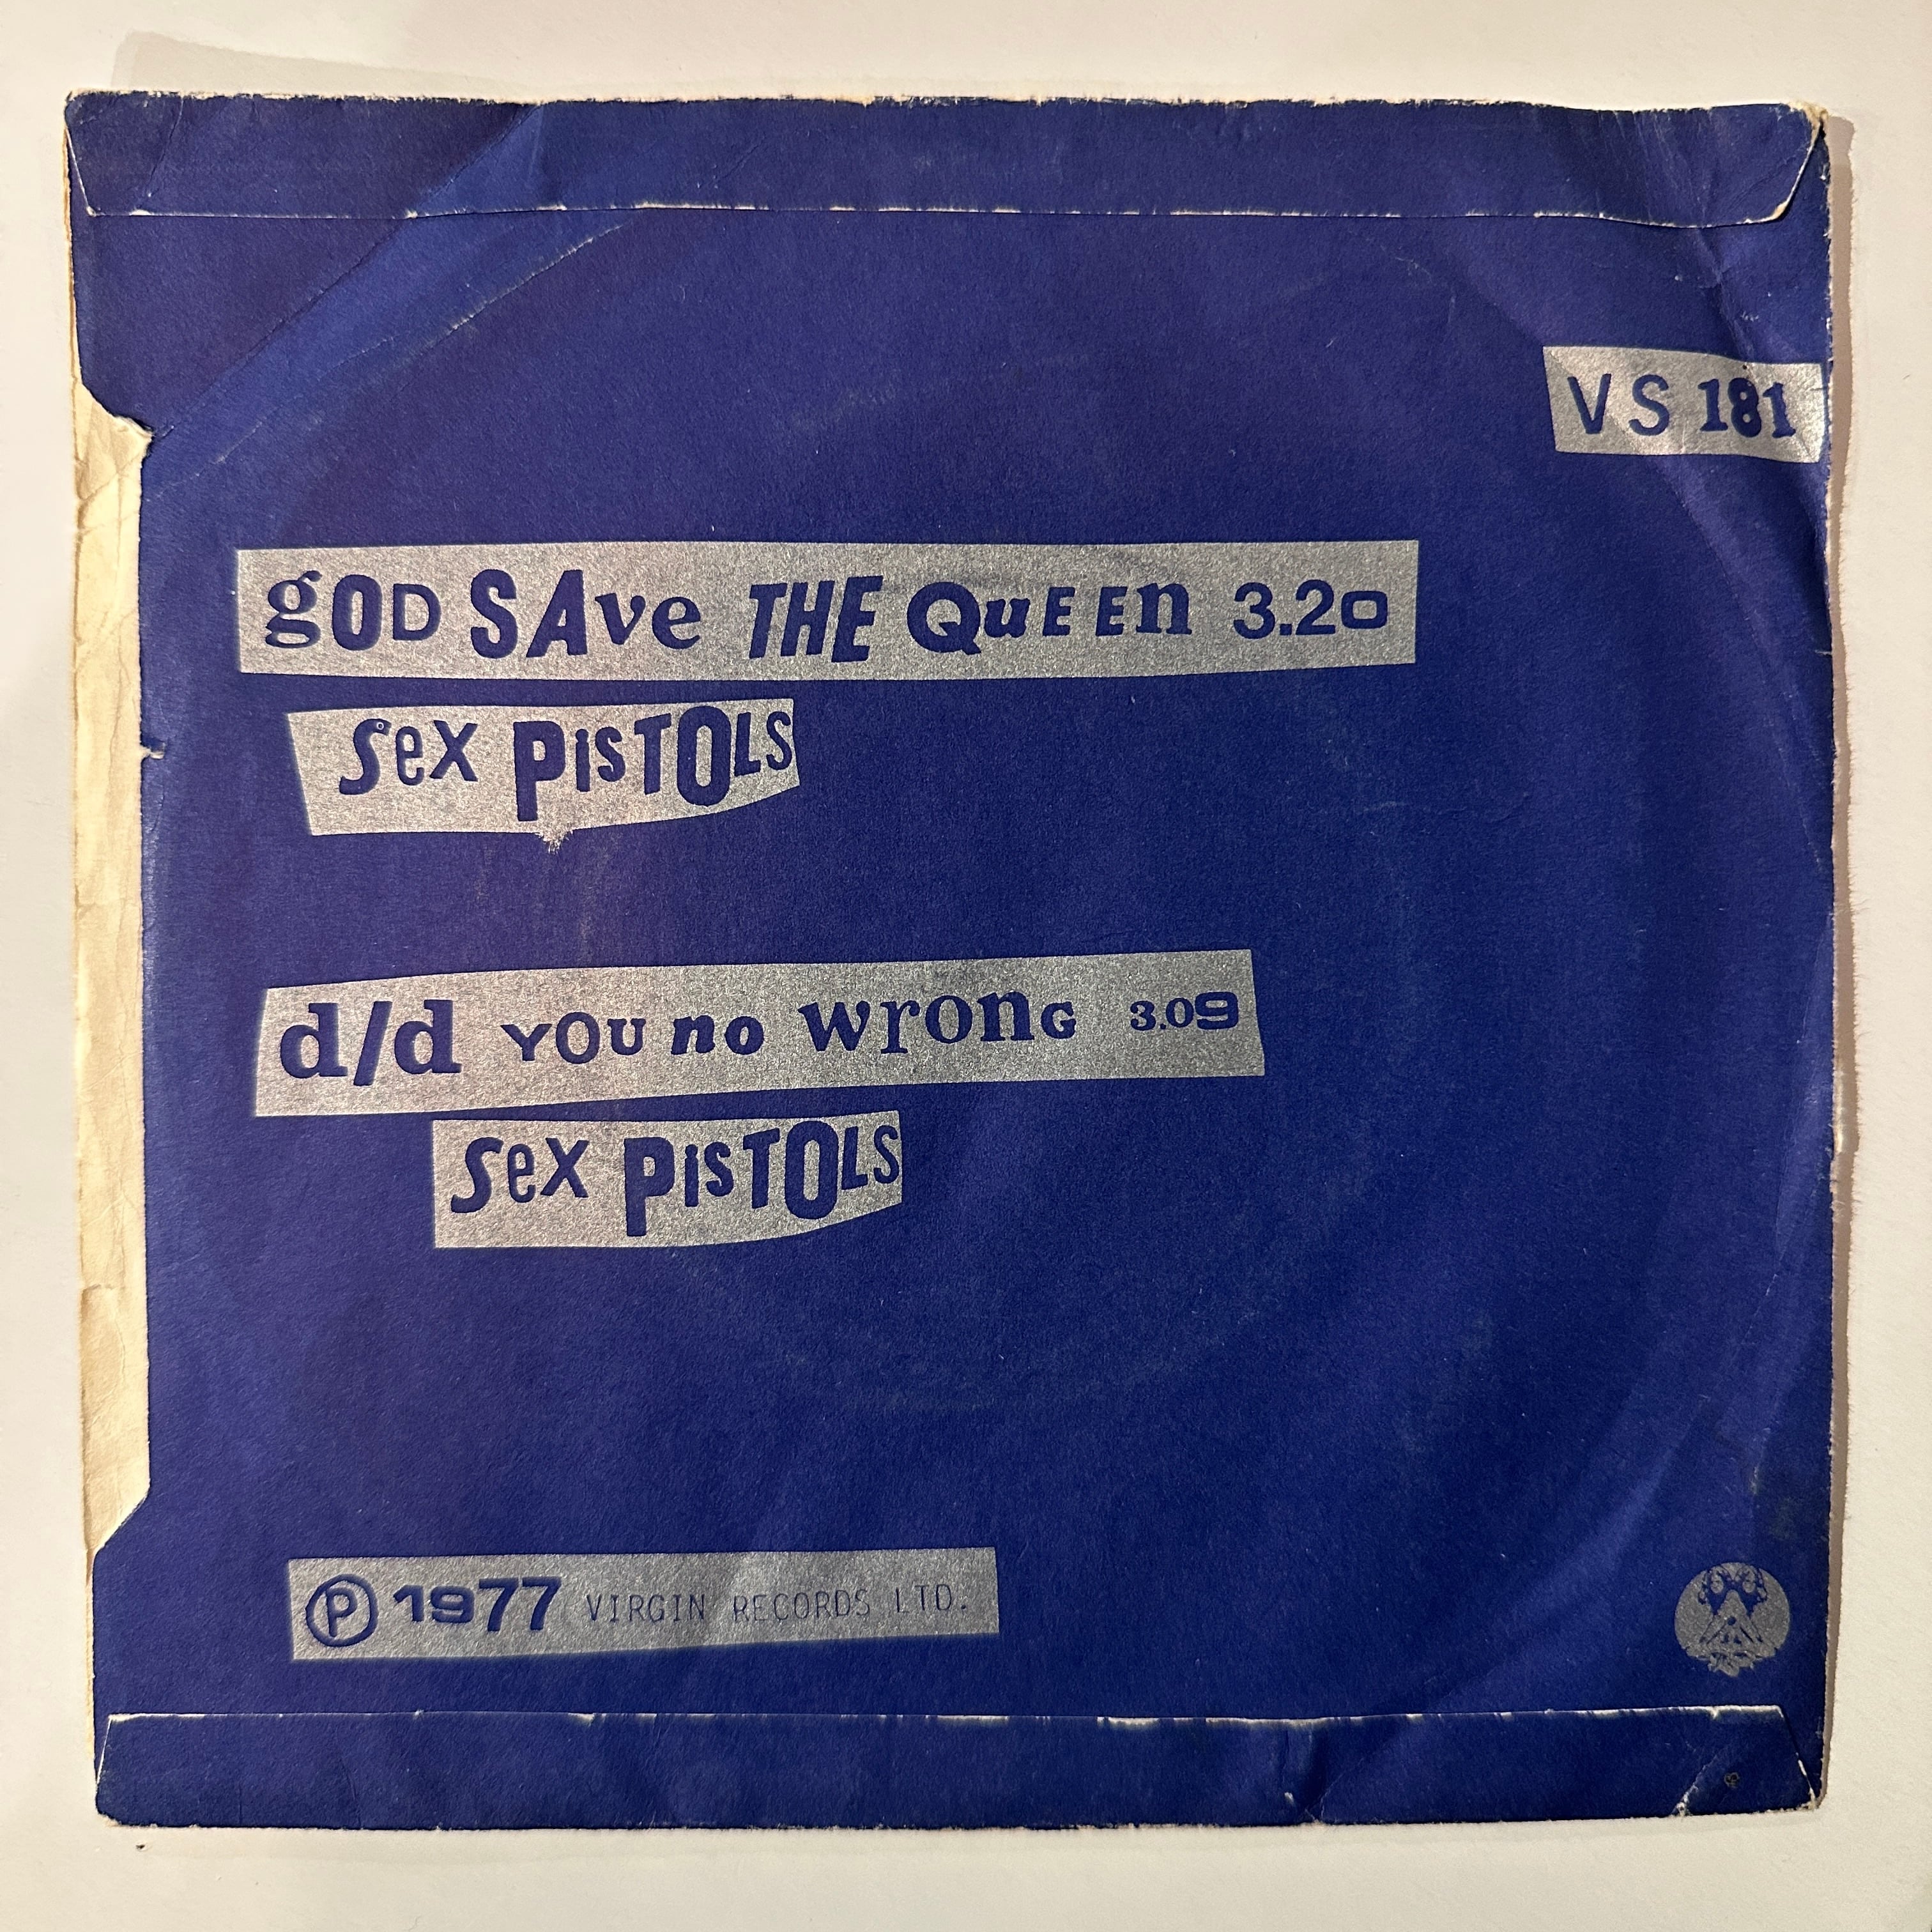 VS 181
gOD SAve THE QuEEn 3.20
sex PisTOLS
d/d YOU no wronG 3.09
sex PisTOLS
℗ 1977 VIRGIN RECORDS LTD.